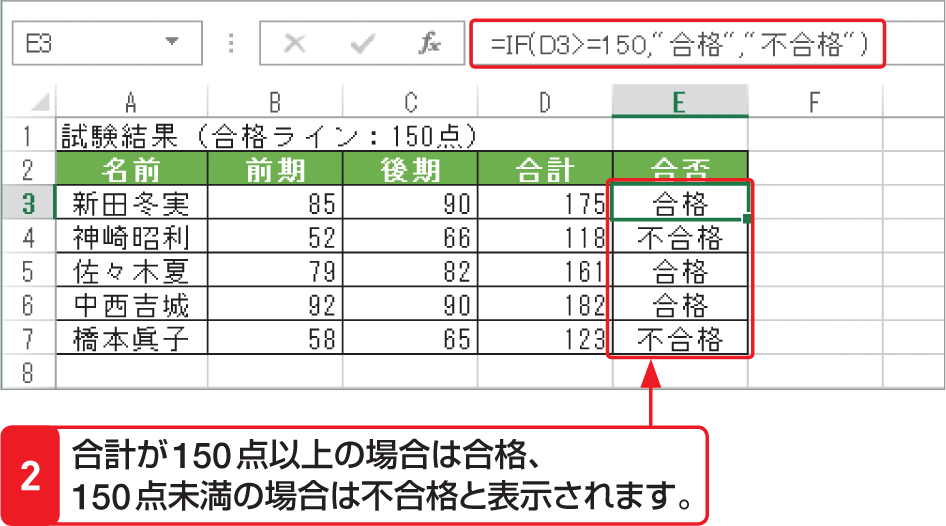 E3 fx =IF(D3>=150,“合格“,“不合格“)
A B C D E F
1 試験結果（合格ライン：150点）
2 名前 前期 後期 合計 合否
3 新田冬実 85 90 175 合格
4 神崎昭利 52 66 118 不合格
5 佐々木夏 79 82 161 合格
6 中西吉城 92 90 182 合格
7 橋本眞子 58 65 123 不合格
8
2 合計が150点以上の場合は合格、
150点未満の場合は不合格と表示されます。